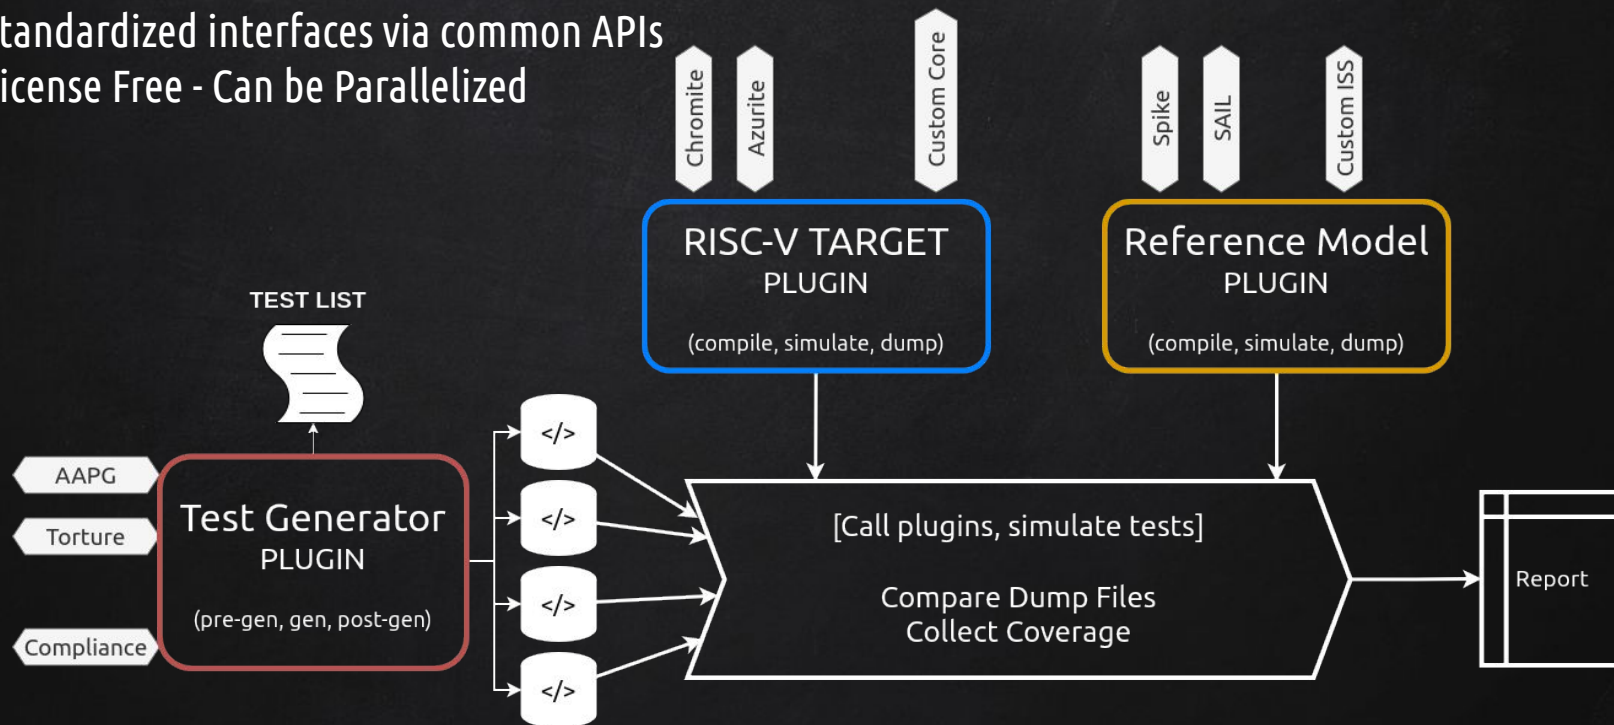 tandardized interfaces via common APIs
icense Free - Can be Parallelized
Chromite
Azurite
Custom Core
Spike
SAIL
Custom ISS
RISC-V TARGET
PLUGIN
(compile, simulate, dump)
Reference Model
PLUGIN
(compile, simulate, dump)
TEST LIST
AAPG
Torture
Compliance
Test Generator
PLUGIN
(pre-gen, gen, post-gen)
</>
</>
</>
</>
[Call plugins, simulate tests]
Compare Dump Files
Collect Coverage
Report